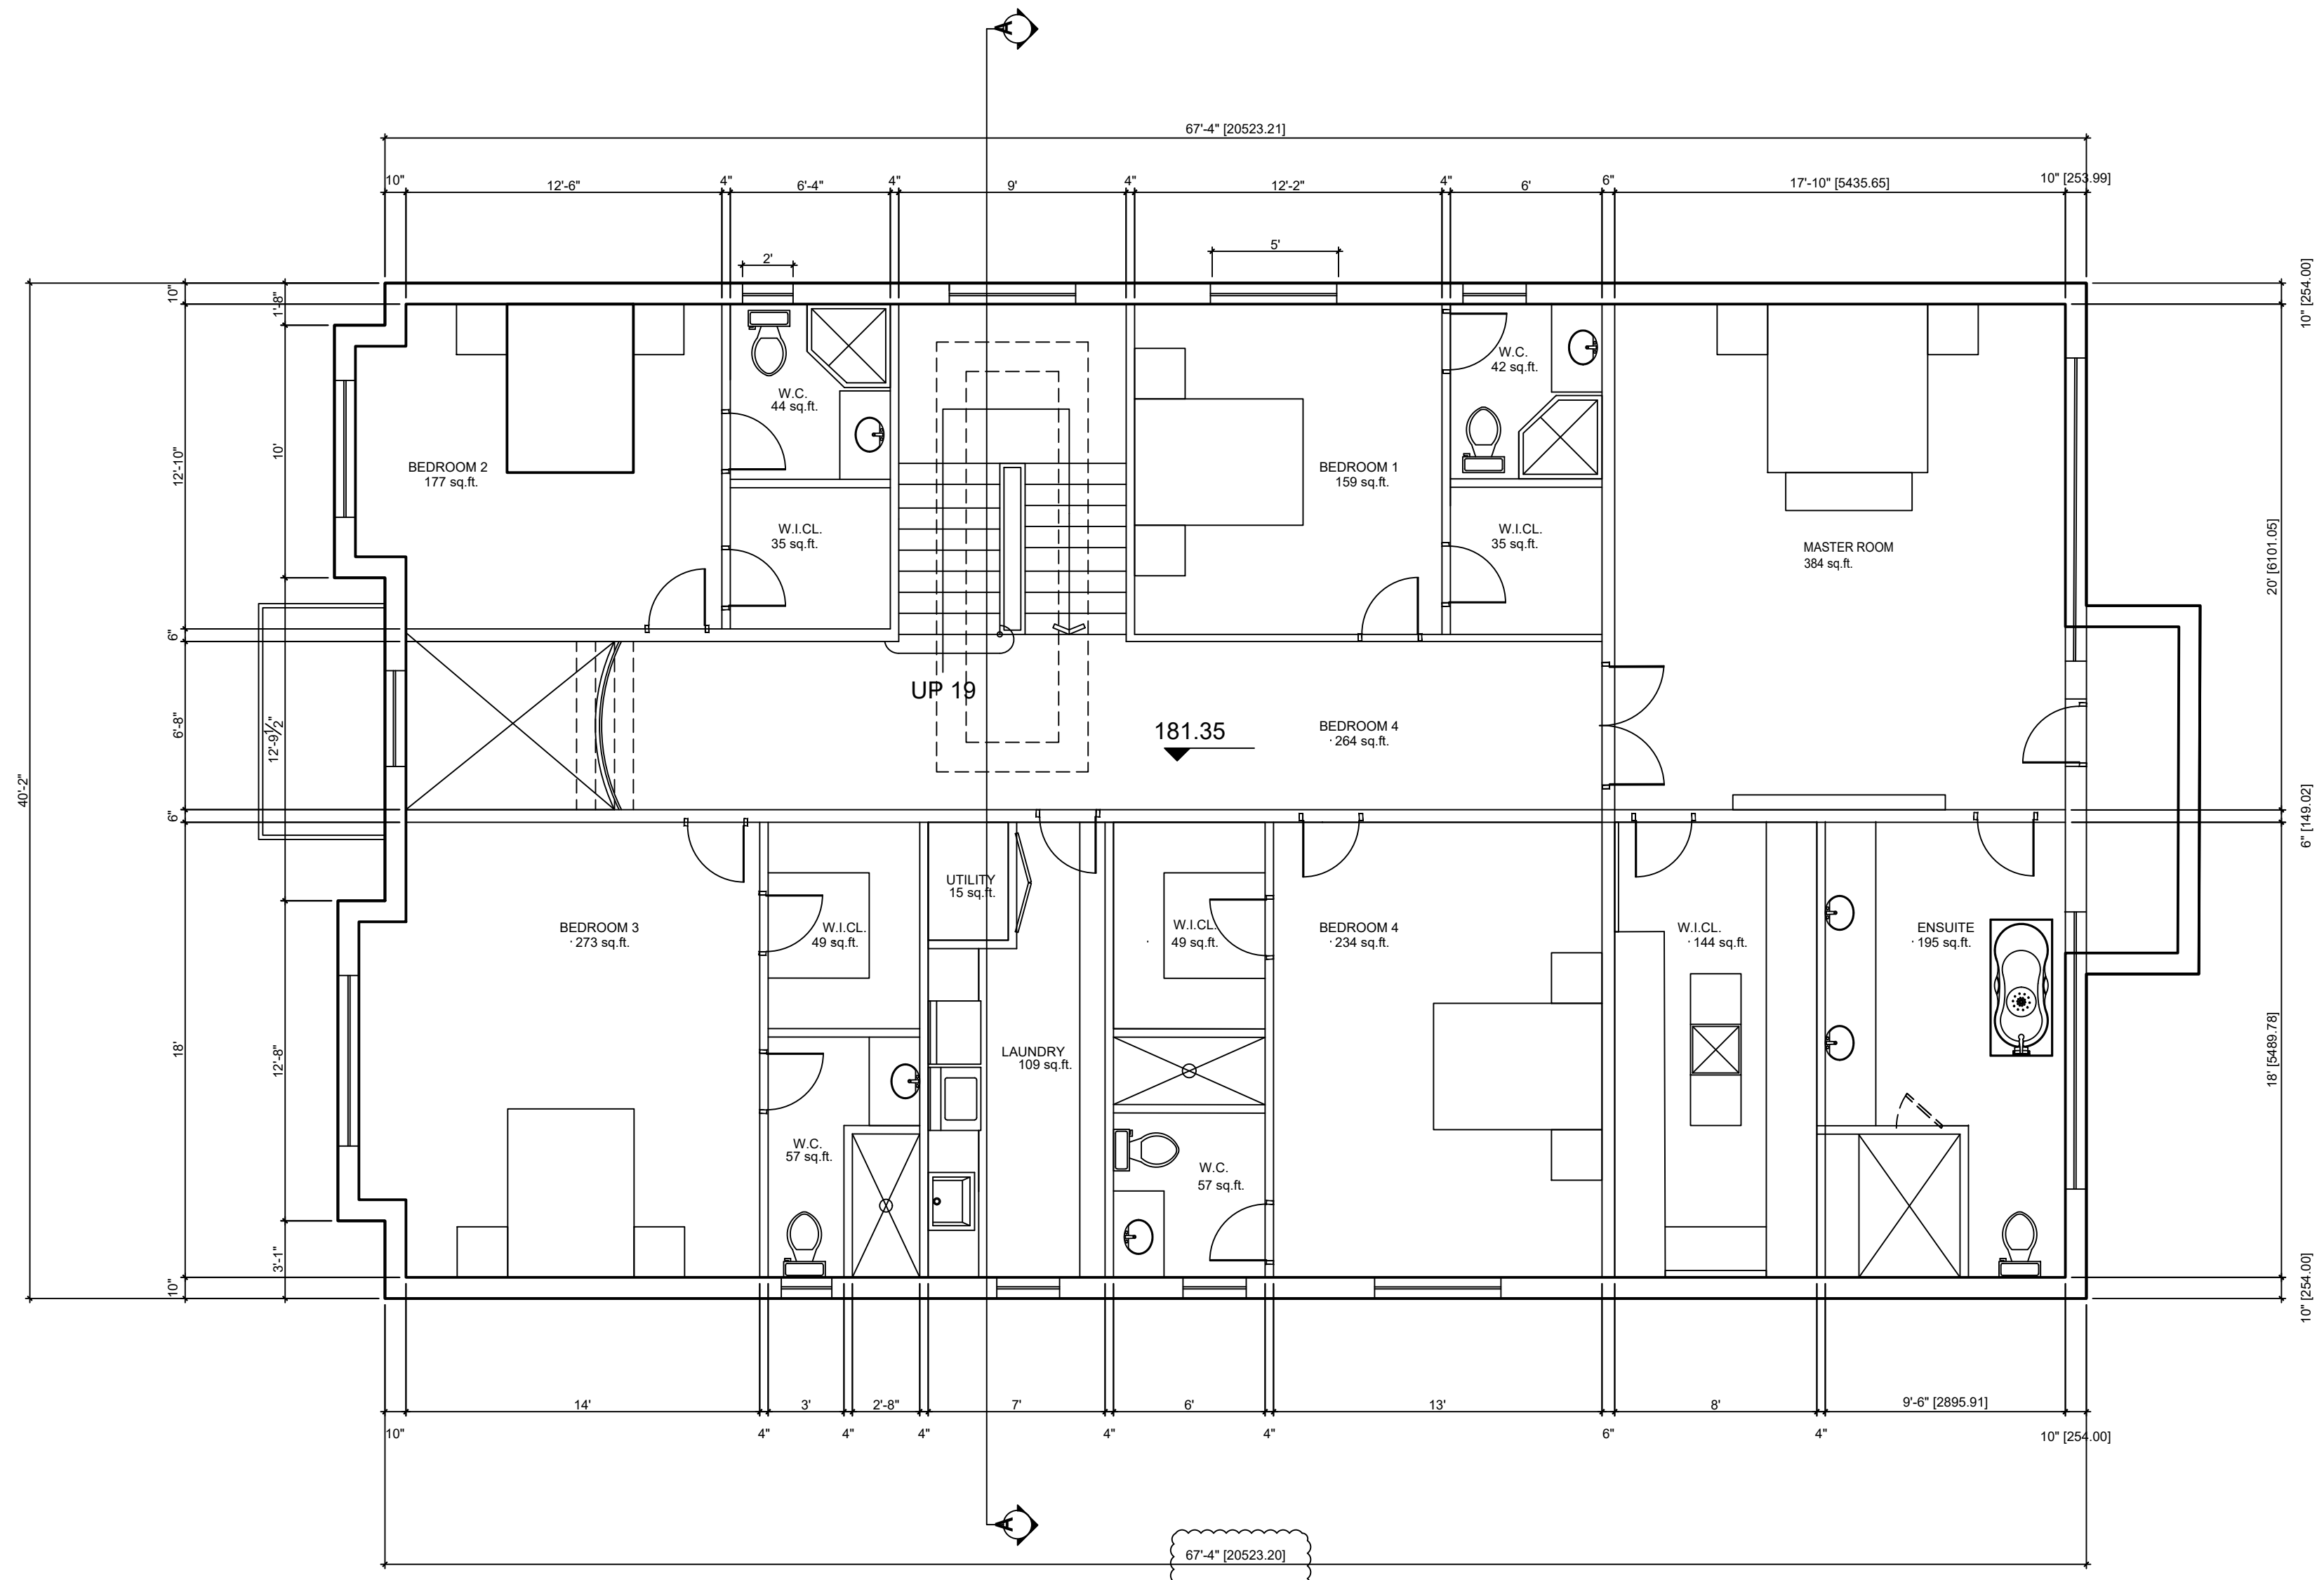 A
67'-4" [20523.21]
10"
12'-6"
4"
6'-4"
4"
9'
4"
12'-2"
4"
6'
6"
17'-10" [5435.65]
10" [253.99]
2'
5'
10"
1'-8"
10" [254.00]
W.C.
44 sq.ft.
W.C.
42 sq.ft.
12'-10"
10'
BEDROOM 2
177 sq.ft.
BEDROOM 1
159 sq.ft.
W.I.CL.
35 sq.ft.
W.I.CL.
35 sq.ft.
MASTER ROOM
384 sq.ft.
20' [6101.05]
6"
UP 19
6'-8"
12'-9 1/2"
181.35
BEDROOM 4
264 sq.ft.
40'-2"
6"
6" [149.02]
UTILITY
15 sq.ft.
BEDROOM 3
273 sq.ft.
W.I.CL.
49 sq.ft.
W.I.CL.
49 sq.ft.
BEDROOM 4
234 sq.ft.
W.I.CL.
144 sq.ft.
ENSUITE
195 sq.ft.
18'
12'-8"
LAUNDRY
109 sq.ft.
18' [5489.78]
W.C.
57 sq.ft.
W.C.
57 sq.ft.
3'-1"
10"
10" [254.00]
14'
3'
2'-8"
7'
6'
13'
8'
9'-6" [2895.91]
10"
4"
4"
4"
4"
4"
6"
4"
10" [254.00]
A
67'-4" [20523.20]